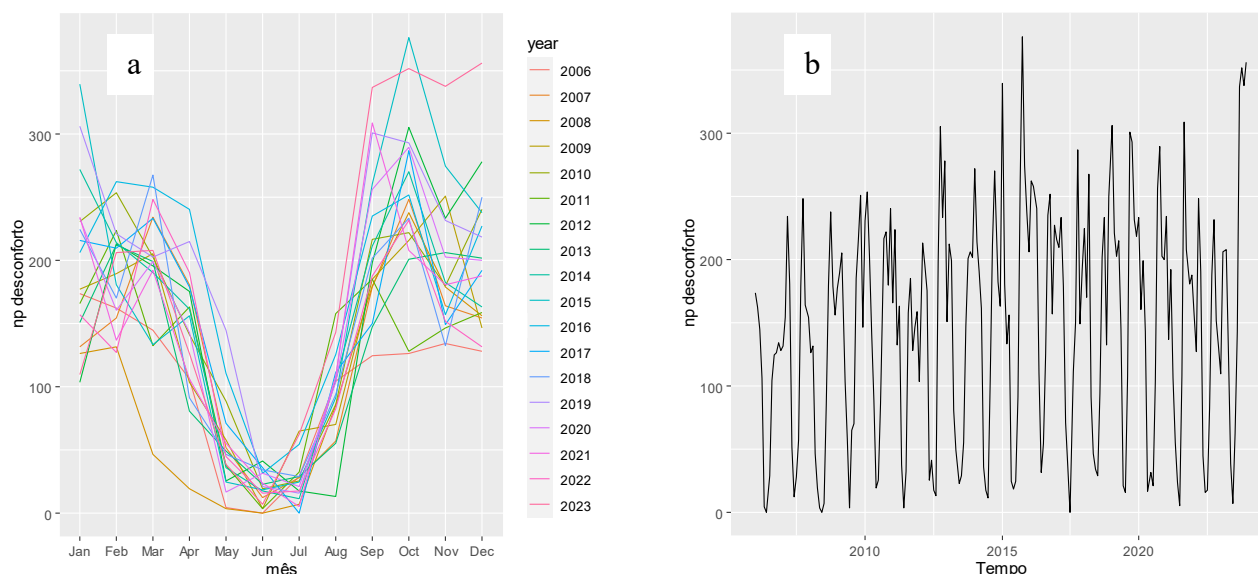 a
np desconforto
300
200
100
0
Jan Feb Mar Apr May Jun Jul Aug Sep Oct Nov Dec
mês
year
2006
2007
2008
2009
2010
2011
2012
2013
2014
2015
2016
2017
2018
2019
2020
2021
2022
2023
b
np desconforto
300
200
100
0
2010 2015 2020
Tempo